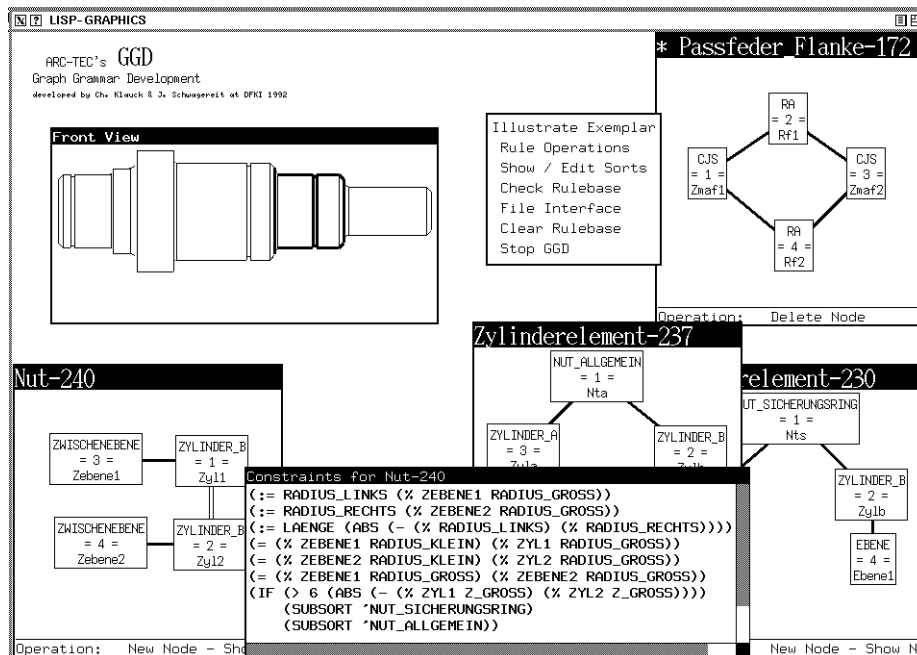 LISP-GRAPHICS
ARC-TEC's GGD
Graph Grammar Development
developed by Ch. Klauck & J. Schwagereit at DFKI 1992
Front View
Illustrate Exemplar
Rule Operations
Show / Edit Sorts
Check Rulebase
File Interface
Clear Rulebase
Stop GGD
* Passfeder_Flanke-172
RA
= 2 =
Rf1
CJS
= 1 =
Zmaf1
CJS
= 3 =
Zmaf2
RA
= 4 =
Rf2
Operation: Delete Node
Zylinderelement-237
NUT_ALLGEMEIN
= 1 =
Nta
ZYLINDER_A
= 3 =
Zyla
ZYLINDER_B
= 2 =
Zylb
relement-230
UT_SICHERUNGSRING
= 1 =
Nts
ZYLINDER_B
= 2 =
Zylb
EBENE
= 4 =
Ebene1
New Node - Show N
Nut-240
ZWISCHENEBENE
= 3 =
Zebene1
ZYLINDER_B
= 1 =
Zyl1
ZWISCHENEBENE
= 4 =
Zebene2
ZYLINDER_B
= 2 =
Zyl2
Operation: New Node - Sho
Constraints for Nut-240
(:= RADIUS_LINKS (% ZEBENE1 RADIUS_GROSS))
(:= RADIUS_RECHTS (% ZEBENE2 RADIUS_GROSS))
(:= LAENGE (ABS (- (% RADIUS_LINKS) (% RADIUS_RECHTS))))
(= (% ZEBENE1 RADIUS_KLEIN) (% ZYL1 RADIUS_GROSS))
(= (% ZEBENE2 RADIUS_KLEIN) (% ZYL2 RADIUS_GROSS))
(= (% ZEBENE1 RADIUS_GROSS) (% ZEBENE2 RADIUS_GROSS))
(IF (> 6 (ABS (- (% ZYL1 Z_GROSS) (% ZYL2 Z_GROSS))))
(SUBSORT ´NUT_SICHERUNGSRING)
(SUBSORT ´NUT_ALLGEMEIN))